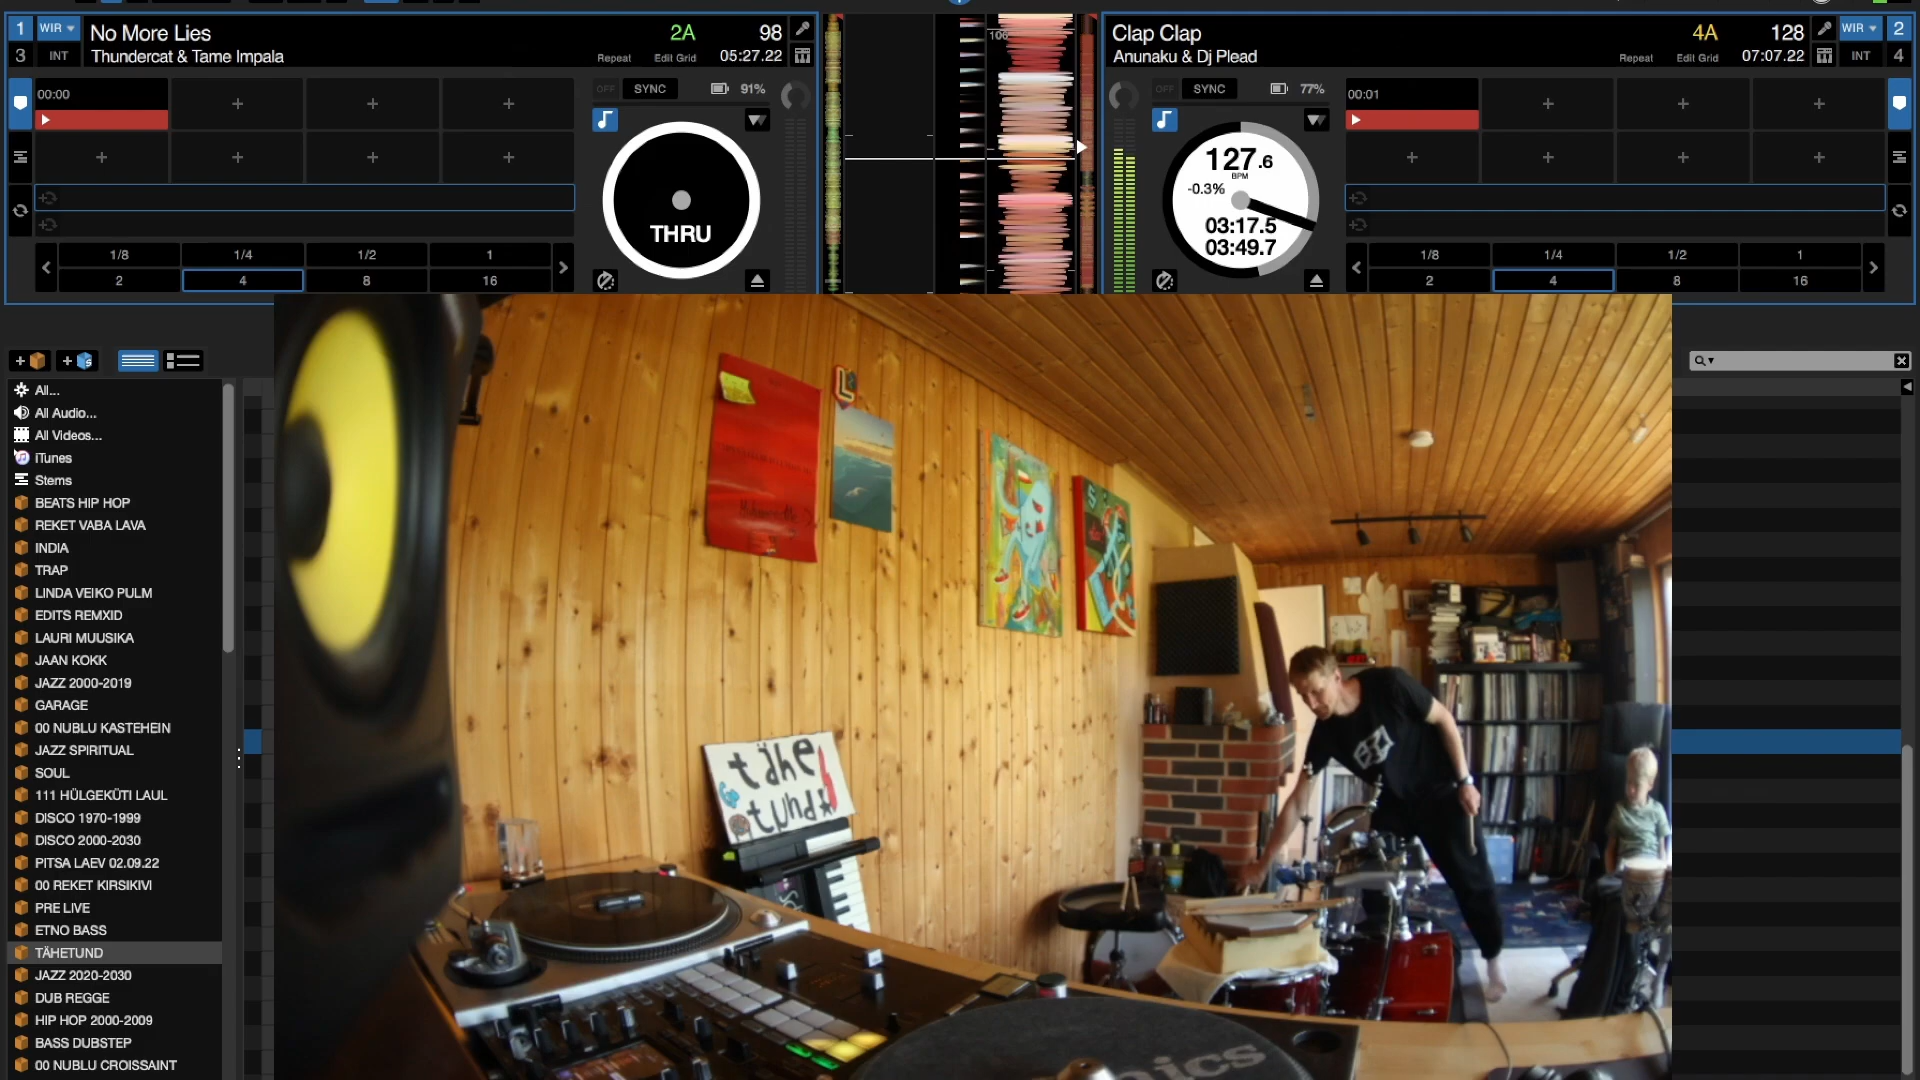 1
WIR
No More Lies
2A
98
3
INT
Thundercat & Tame Impala
Repeat
Edit Grid
05:27.22
00:00
OFF
SYNC
91%
THRU
1/8
1/4
1/2
1
2
4
8
16
Clap Clap
4A
128
WIR
2
Anunaku & Dj Plead
Repeat
Edit Grid
07:07.22
INT
4
OFF
SYNC
77%
00:01
127.6
BPM
-0.3%
03:17.5
03:49.7
1/8
1/4
1/2
1
2
4
8
16
All...
All Audio...
All Videos...
iTunes
Stems
BEATS HIP HOP
REKET VABA LAVA
INDIA
TRAP
LINDA VEIKO PULM
EDITS REMXID
LAURI MUUSIKA
JAAN KOKK
JAZZ 2000-2019
GARAGE
00 NUBLU KASTEHEIN
JAZZ SPIRITUAL
SOUL
111 HÜLGEKÜTI LAUL
DISCO 1970-1999
DISCO 2000-2030
PITSA LAEV 02.09.22
00 REKET KIRSIKIVI
PRE LIVE
ETNO BASS
TÄHETUND
JAZZ 2020-2030
DUB REGGE
HIP HOP 2000-2009
BASS DUBSTEP
00 NUBLU CROISSAINT
tähe
tund